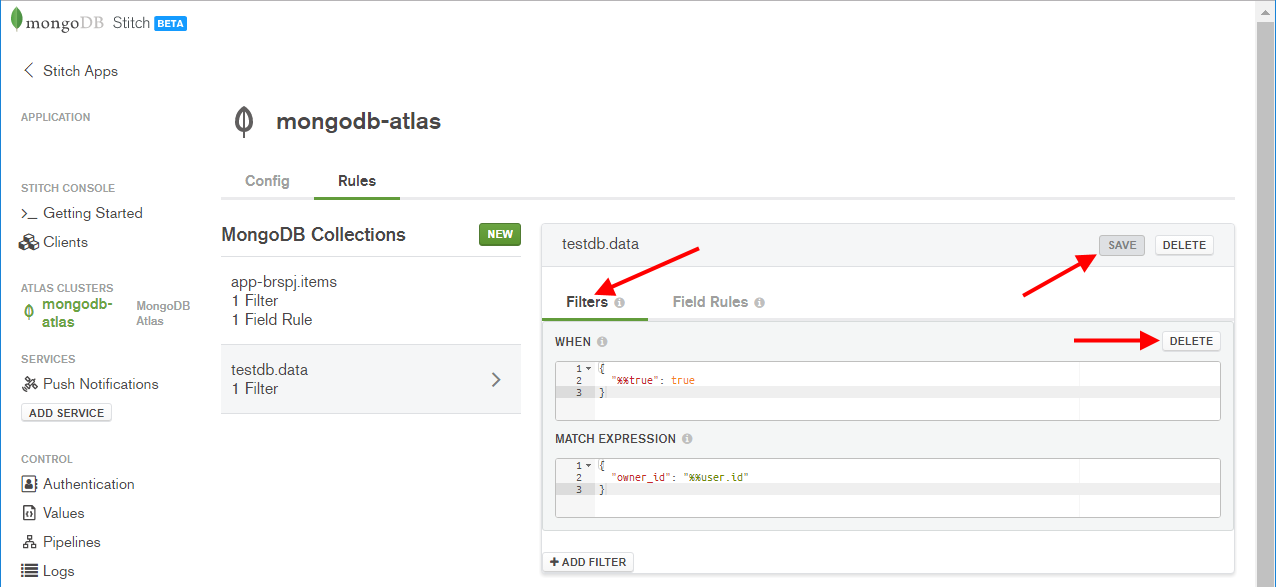 mongoDB Stitch BETA
Stitch Apps
APPLICATION
STITCH CONSOLE
>_ Getting Started
Clients
ATLAS CLUSTERS
mongodb-atlas
MongoDB Atlas
SERVICES
Push Notifications
ADD SERVICE
CONTROL
Authentication
Values
Pipelines
Logs
mongodb-atlas
Config Rules
MongoDB Collections NEW
app-brspj.items
1 Filter
1 Field Rule
testdb.data
1 Filter
testdb.data SAVE DELETE
Filters Field Rules
WHEN DELETE
1 {
2 "%%true": true
3 }
MATCH EXPRESSION
1 {
2 "owner_id": "%%user.id"
3 }
+ ADD FILTER